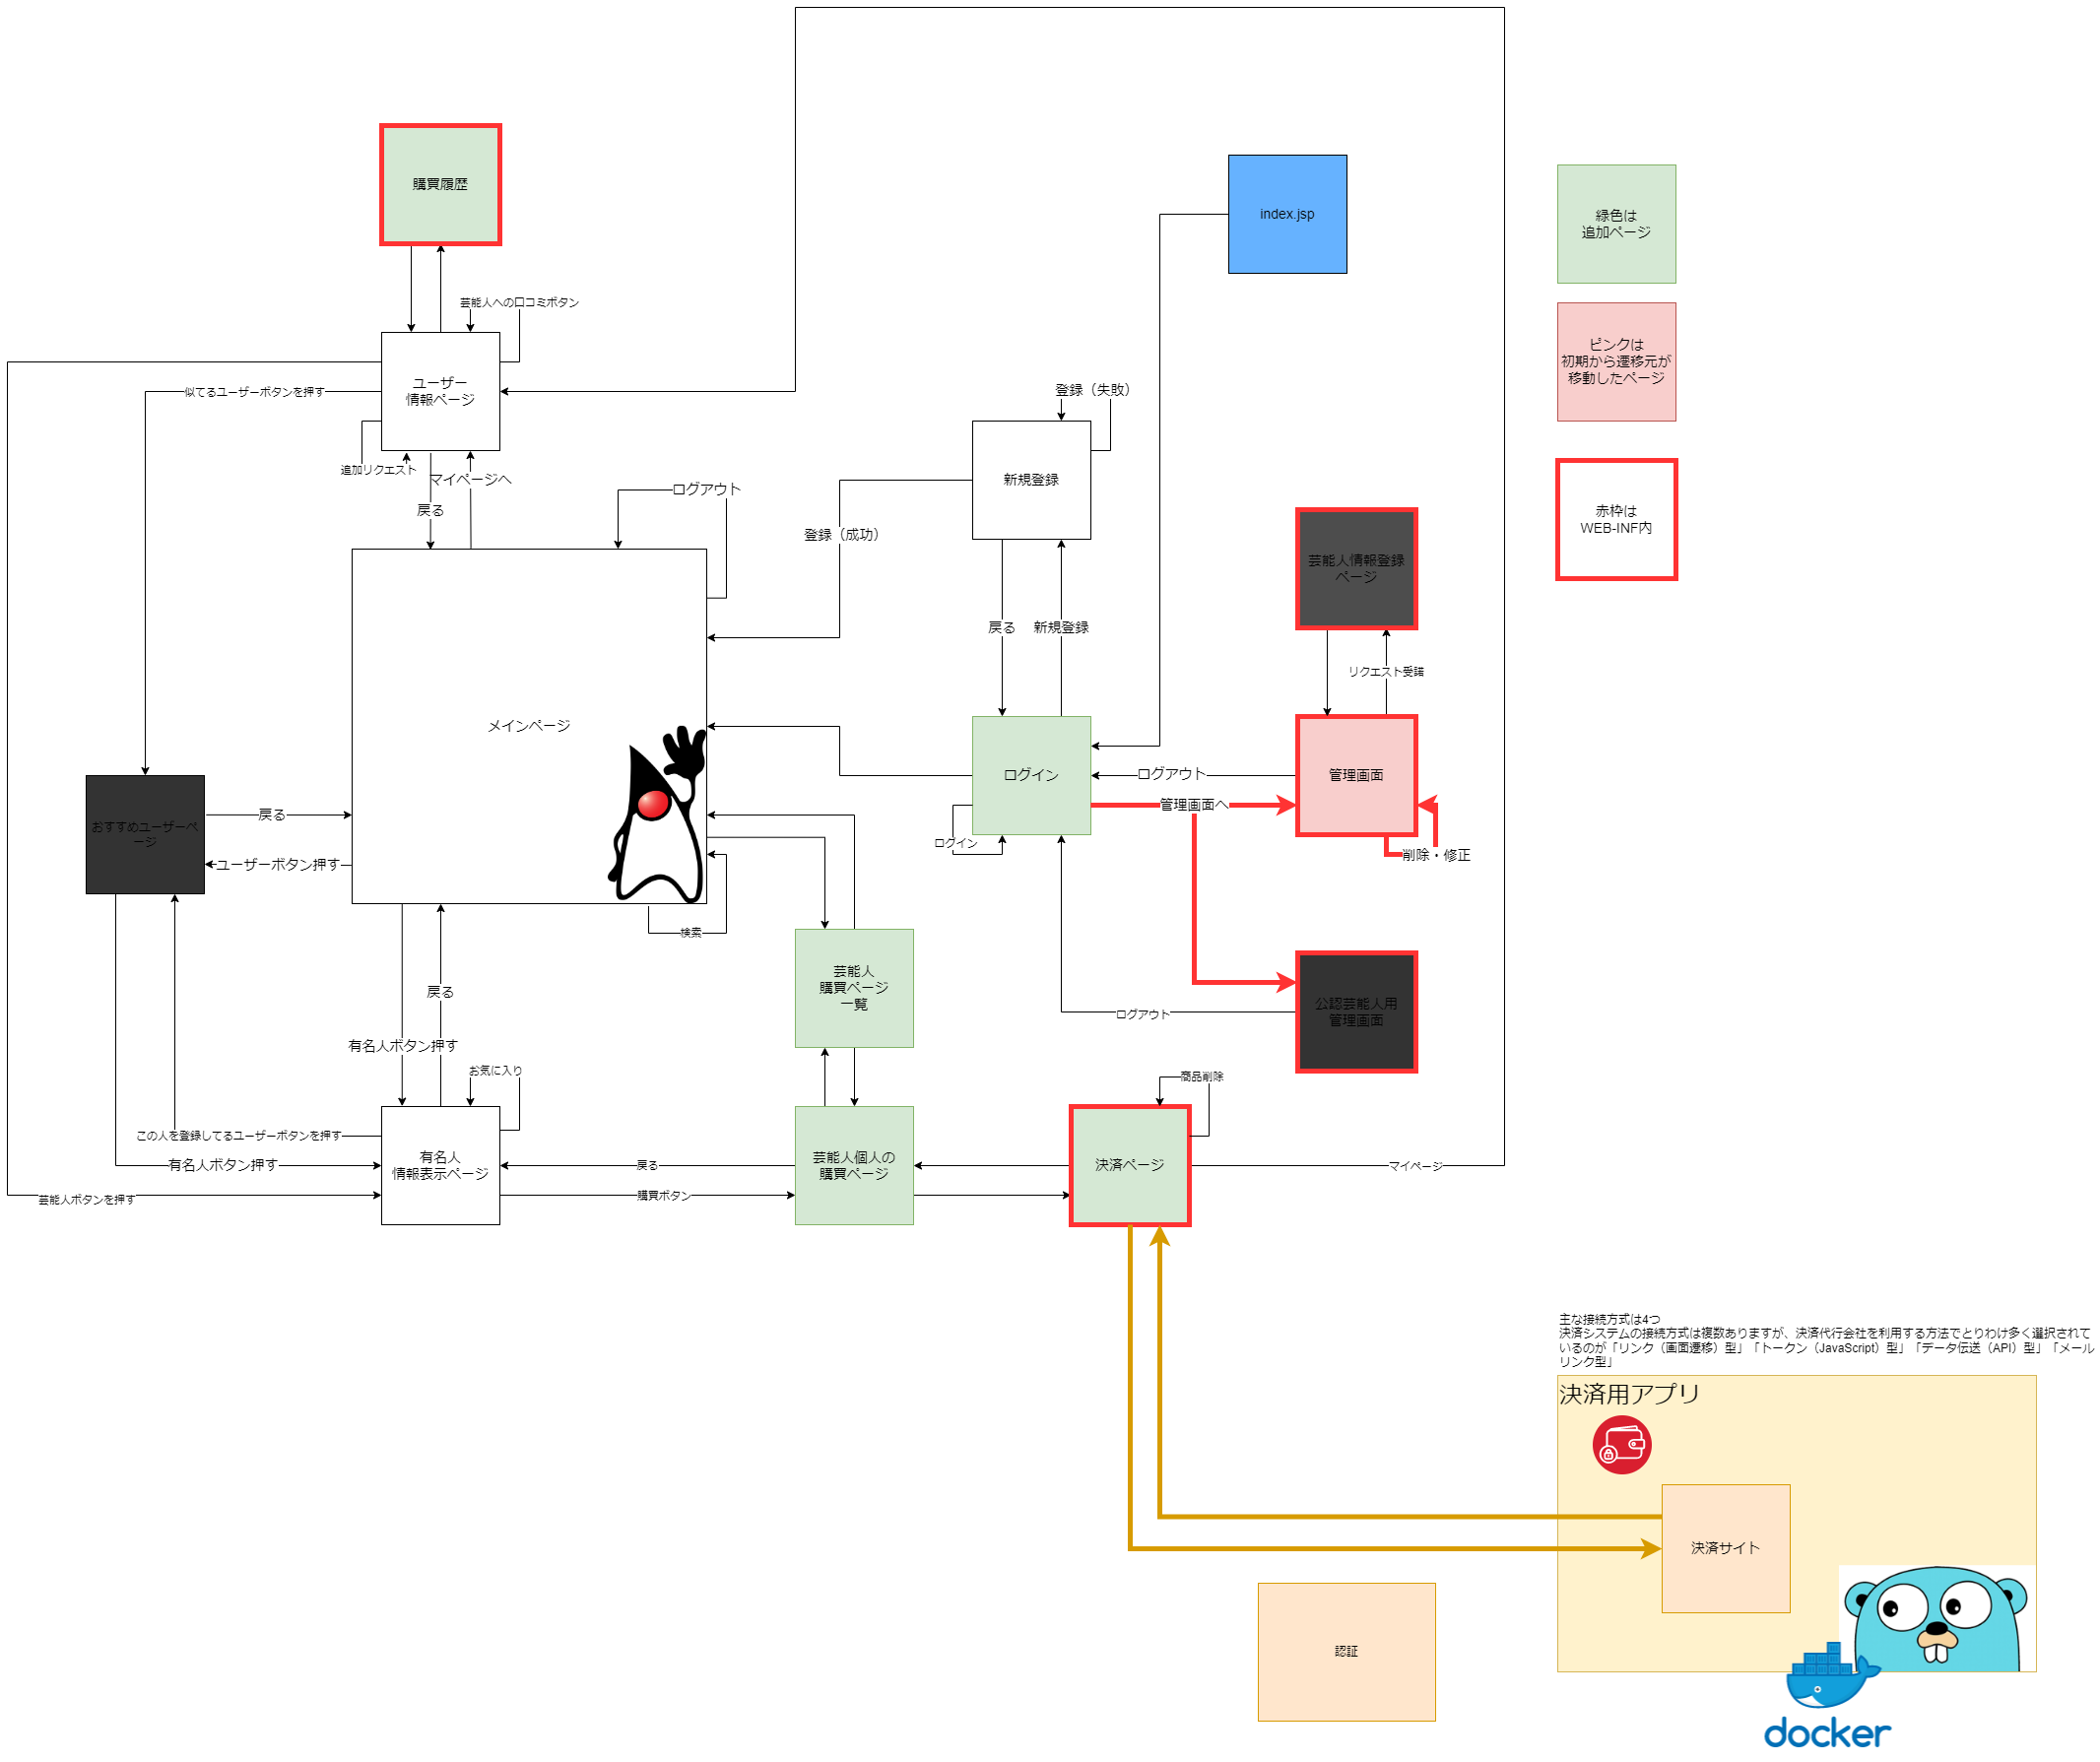 購買履歴
index.jsp
緑色は
追加ページ
芸能人への口コミボタン
ピンクは
初期から遷移元が
移動したページ
ユーザー
情報ページ
似てるユーザーボタンを押す
登録（失敗）
追加リクエスト
マイページへ
戻る
ログアウト
新規登録
赤枠は
WEB-INF内
登録（成功）
芸能人情報登録
ページ
戻る
新規登録
リクエスト受諾
メインページ
ログイン
ログアウト
管理画面
管理画面へ
おすすめユーザーペ
ージ
戻る
ユーザーボタン押す
ログイン
削除・修正
検索
芸能人
購買ページ
一覧
戻る
公認芸能人用
管理画面
ログアウト
有名人ボタン押す
お気に入り
商品削除
この人を登録してるユーザーボタンを押す
有名人ボタン押す
芸能人ボタンを押す
有名人
情報表示ページ
戻る
購買ボタン
芸能人個人の
購買ページ
決済ページ
マイページ
主な接続方式は4つ
決済システムの接続方式は複数ありますが、決済代行会社を利用する方法でとりわけ多く選択されて
いるのが「リンク（画面遷移）型」「トークン（JavaScript）型」「データ伝送（API）型」「メール
リンク型」
決済用アプリ
決済サイト
認証
docker